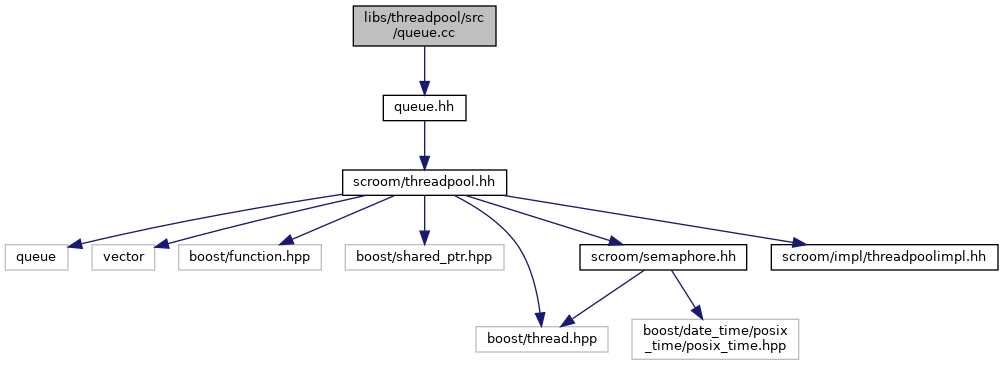 libs/threadpool/src
/queue.cc
queue.hh
scroom/threadpool.hh
queue
vector
boost/function.hpp
boost/shared_ptr.hpp
scroom/semaphore.hh
scroom/impl/threadpoolimpl.hh
boost/thread.hpp
boost/date_time/posix
_time/posix_time.hpp